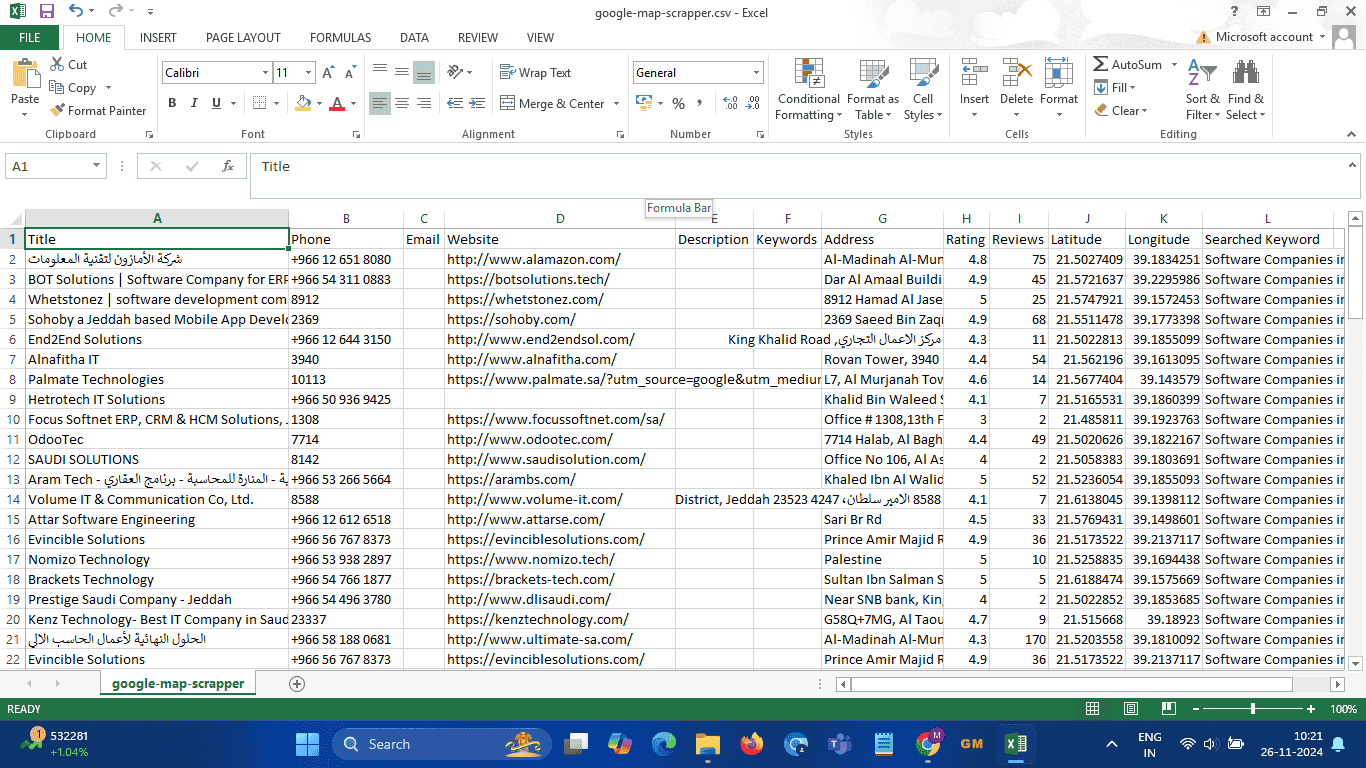 google-map-scrapper.csv - Excel
FILE HOME INSERT PAGE LAYOUT FORMULAS DATA REVIEW VIEW Microsoft account
Paste Cut Copy Format Painter Clipboard
Calibri 11 B I U A A A Font
Wrap Text Merge & Center Alignment
General % , Number
Conditional Formatting Format as Table Cell Styles Styles
Insert Delete Format Cells
AutoSum Fill Clear Sort & Filter Find & Select Editing
A1 fx Title
Formula Bar
A B C D E F G H I J K L
1 Title Phone Email Website Description Keywords Address Rating Reviews Latitude Longitude Searched Keyword
2 شركة الأمازون لتقنية المعلومات +966 12 651 8080 http://www.alamazon.com/ Al-Madinah Al-Mun 4.8 75 21.5027409 39.1834251 Software Companies in
3 BOT Solutions | Software Company for ERP +966 54 311 0883 https://botsolutions.tech/ Dar Al Amaal Buildi 4.9 45 21.5721637 39.2295986 Software Companies in
4 Whetstonez | software development com 8912 https://whetstonez.com/ 8912 Hamad Al Jase 5 25 21.5747921 39.1572453 Software Companies in
5 Sohoby a Jeddah based Mobile App Develo 2369 https://sohoby.com/ 2369 Saeed Bin Zaqr 4.9 68 21.5511478 39.1773398 Software Companies in
6 End2End Solutions +966 12 644 3150 http://www.end2endsol.com/ مركز الاعمال التجاري, King Khalid Road 4.3 11 21.5022813 39.1855099 Software Companies in
7 Alnafitha IT 3940 http://www.alnafitha.com/ Rovan Tower, 3940 4.4 54 21.562196 39.1613095 Software Companies in
8 Palmate Technologies 10113 https://www.palmate.sa/?utm_source=google&utm_medium L7, Al Murjanah Tow 4.6 14 21.5677404 39.143579 Software Companies in
9 Hetrotech IT Solutions +966 50 936 9425 Khalid Bin Waleed S 4.1 7 21.5165531 39.1860399 Software Companies in
10 Focus Softnet ERP, CRM & HCM Solutions, 1308 https://www.focussoftnet.com/sa/ Office # 1308,13th F 3 2 21.485811 39.1923763 Software Companies in
11 OdooTec 7714 http://www.odootec.com/ 7714 Halab, Al Bagh 4.4 49 21.5020626 39.1822167 Software Companies in
12 SAUDI SOLUTIONS 8142 http://www.saudisolution.com/ Office No 106, Al As 4 2 21.5058383 39.1803691 Software Companies in
13 Aram Tech - المنارة للمحاسبة - برنامج العقاري - ية +966 53 266 5664 https://arambs.com/ Khaled Ibn Al Walid 5 52 21.5236054 39.1855093 Software Companies in
14 Volume IT & Communication Co, Ltd. 8588 http://www.volume-it.com/ 8588 الامير سلطان، District, Jeddah 23523 4247 4.1 7 21.6138045 39.1398112 Software Companies in
15 Attar Software Engineering +966 12 612 6518 http://www.attarse.com/ Sari Br Rd 4.5 33 21.5769431 39.1498601 Software Companies in
16 Evincible Solutions +966 56 767 8373 https://evinciblesolutions.com/ Prince Amir Majid R 4.9 36 21.5173522 39.2137117 Software Companies in
17 Nomizo Technology +966 53 938 2897 https://www.nomizo.tech/ Palestine 5 10 21.5258835 39.1694438 Software Companies in
18 Brackets Technology +966 54 766 1877 https://brackets-tech.com/ Sultan Ibn Salman S 5 5 21.6188474 39.1575669 Software Companies in
19 Prestige Saudi Company - Jeddah +966 54 496 3780 http://www.dlisaudi.com/ Near SNB bank, Kin 4 2 21.5022852 39.1853685 Software Companies in
20 Kenz Technology- Best IT Company in Saud 23337 https://kenztechnology.com/ G58Q+7MG, Al Taou 4.7 9 21.515668 39.18923 Software Companies in
21 الحلول النهائية لأعمال الحاسب الالي +966 58 188 0681 http://www.ultimate-sa.com/ Al-Madinah Al-Mun 4.3 170 21.5203558 39.1810092 Software Companies in
22 Evincible Solutions +966 56 767 8373 https://evinciblesolutions.com/ Prince Amir Majid R 4.9 36 21.5173522 39.2137117 Software Companies in
google-map-scrapper
READY 100%
1 532281 +1.04% Search M GM ENG IN 10:21 26-11-2024